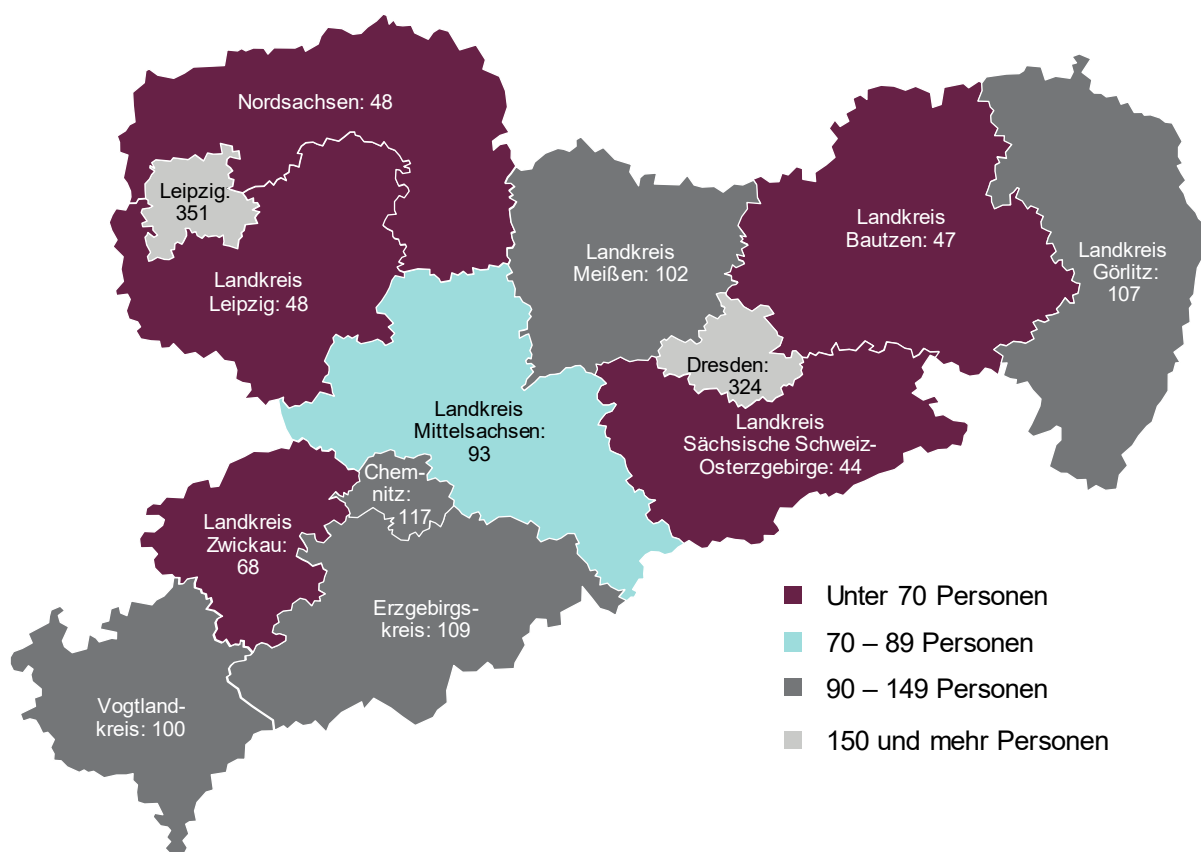 Nordsachsen: 48
Leipzig:
351
Landkreis
Leipzig: 48
Landkreis
Meißen: 102
Landkreis
Bautzen: 47
Landkreis
Görlitz:
107
Dresden:
324
Landkreis
Mittelsachsen:
93
Landkreis
Sächsische Schweiz-
Osterzgebirge: 44
Chem-
nitz:
117
Landkreis
Zwickau:
68
Erzgebirgs-
kreis: 109
Vogtland-
kreis: 100
Unter 70 Personen
70 – 89 Personen
90 – 149 Personen
150 und mehr Personen